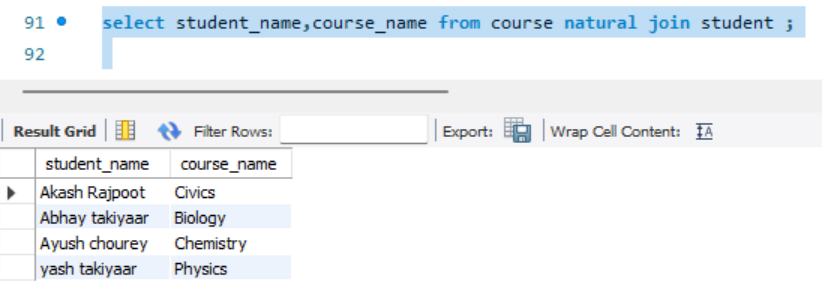 91 select student_name,course_name from course natural join student ;
92
Result Grid Filter Rows: Export: Wrap Cell Content: IA
student_name course_name
Akash Rajpoot Civics
Abhay takiyaar Biology
Ayush chourey Chemistry
yash takiyaar Physics